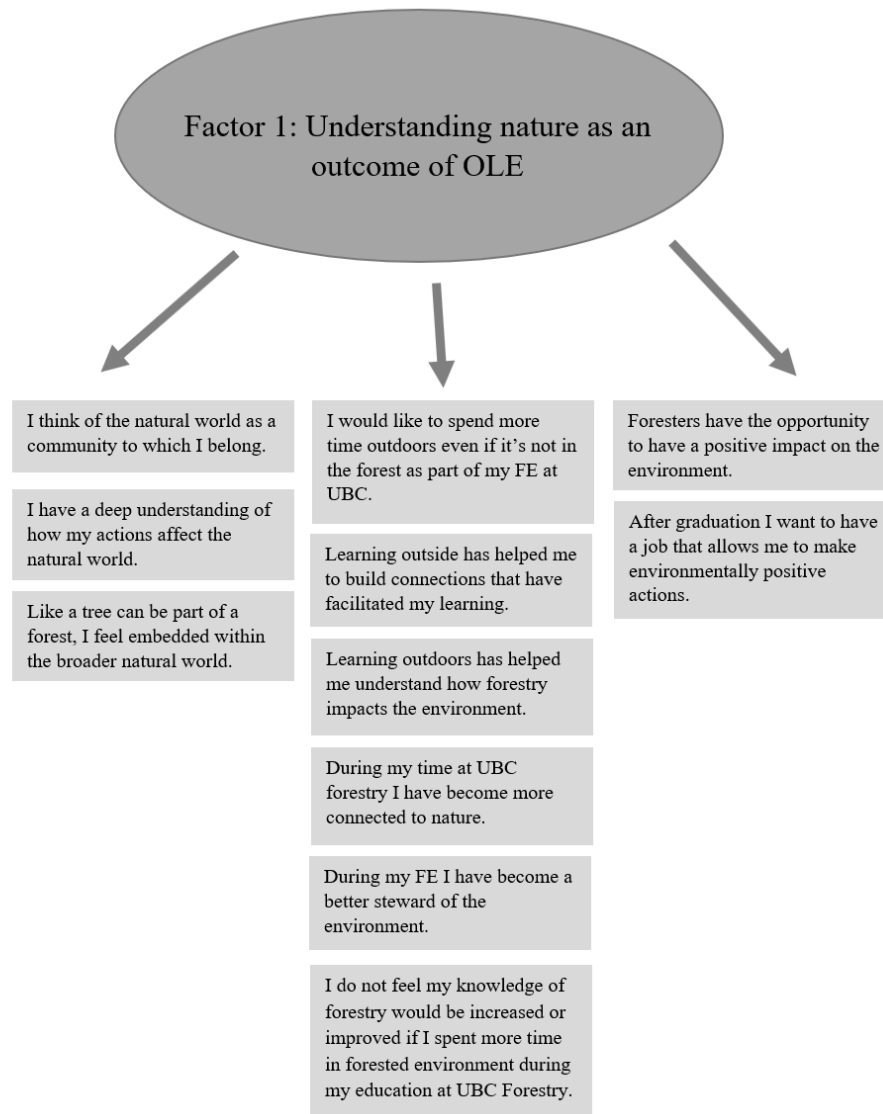 Factor 1: Understanding nature as an
outcome of OLE
I think of the natural world as a
community to which I belong.
I have a deep understanding of
how my actions affect the
natural world.
Like a tree can be part of a
forest, I feel embedded within
the broader natural world.
I would like to spend more
time outdoors even if it’s not in
the forest as part of my FE at
UBC.
Learning outside has helped me
to build connections that have
facilitated my learning.
Learning outdoors has helped
me understand how forestry
impacts the environment.
During my time at UBC
forestry I have become more
connected to nature.
During my FE I have become a
better steward of the
environment.
I do not feel my knowledge of
forestry would be increased or
improved if I spent more time
in forested environment during
my education at UBC Forestry.
Foresters have the opportunity
to have a positive impact on the
environment.
After graduation I want to have
a job that allows me to make
environmentally positive
actions.